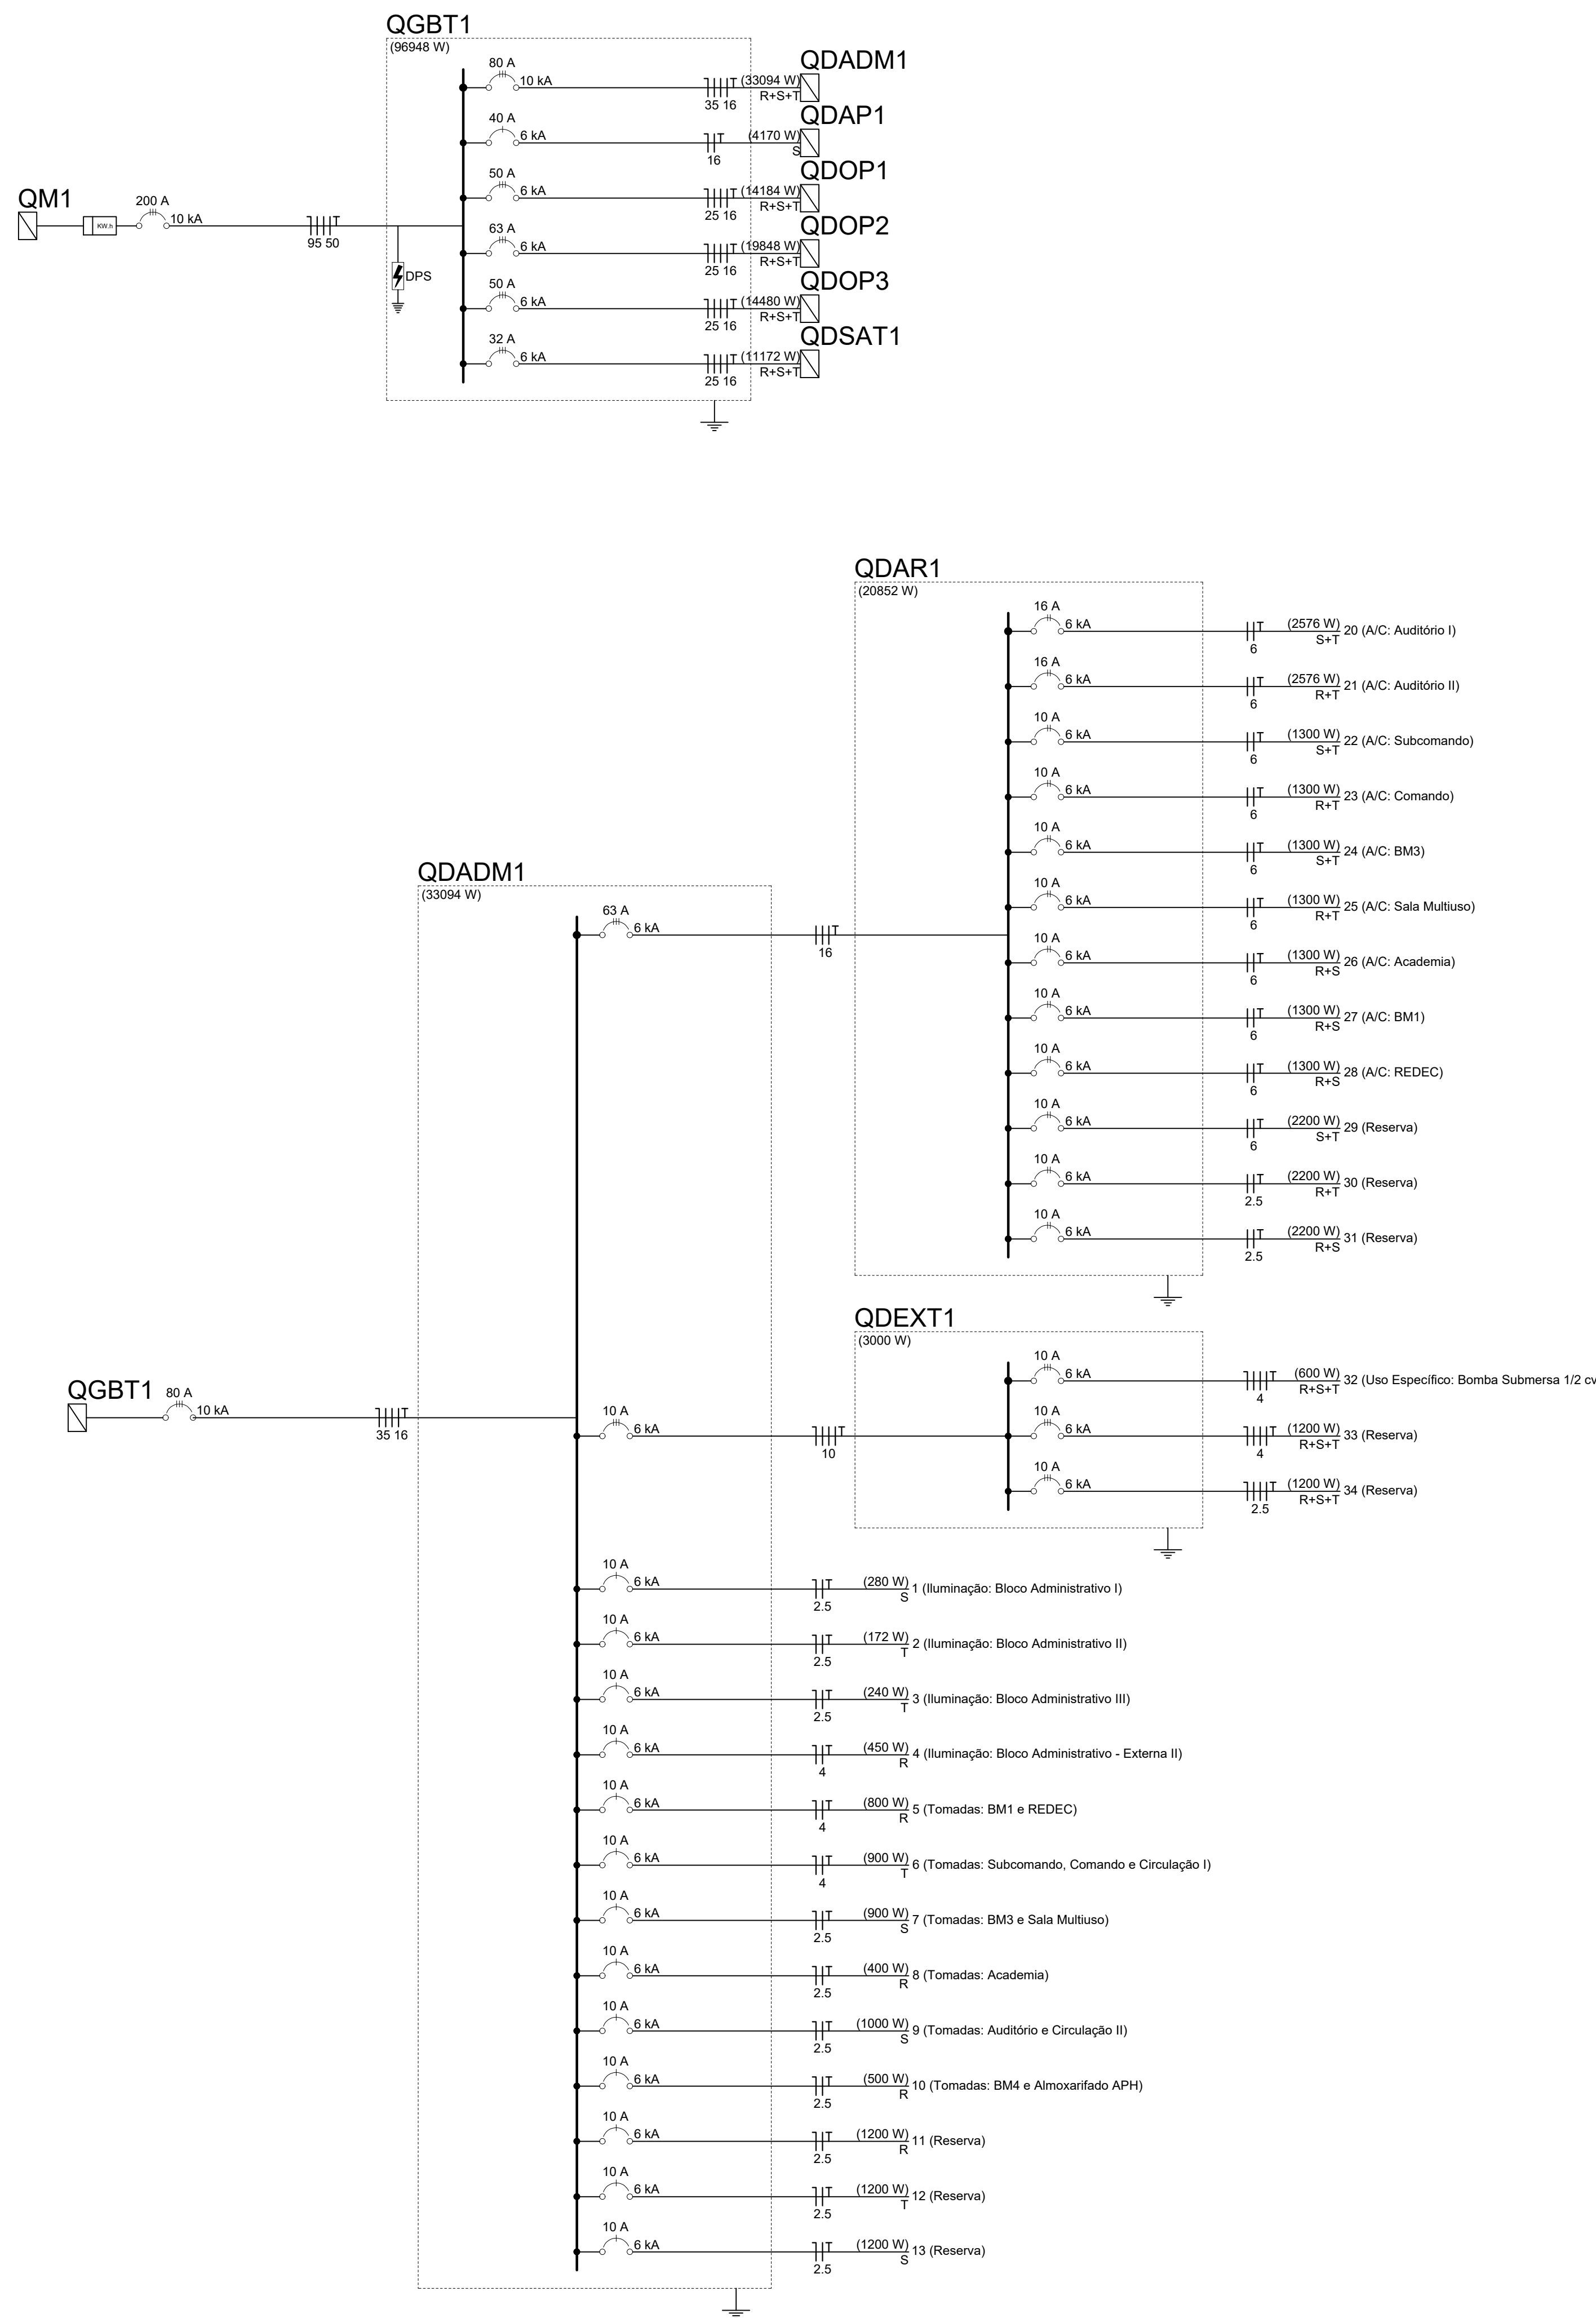 QGBT1
(96948 W)
80 A
10 kA
35 16
(33094 W)
R+S+T
QDADM1
40 A
6 kA
16
(4170 W)
S
QDAP1
50 A
6 kA
25 16
(14184 W)
R+S+T
QDOP1
QM1
KW.h
200 A
10 kA
95 50
DPS
63 A
6 kA
25 16
(19848 W)
R+S+T
QDOP2
50 A
6 kA
25 16
(14480 W)
R+S+T
QDOP3
32 A
6 kA
25 16
(11172 W)
R+S+T
QDSAT1
QDAR1
(20852 W)
16 A
6 kA
6
(2576 W)
S+T
20 (A/C: Auditório I)
16 A
6 kA
6
(2576 W)
R+T
21 (A/C: Auditório II)
10 A
6 kA
6
(1300 W)
S+T
22 (A/C: Subcomando)
10 A
6 kA
6
(1300 W)
R+T
23 (A/C: Comando)
10 A
6 kA
6
(1300 W)
S+T
24 (A/C: BM3)
10 A
6 kA
6
(1300 W)
R+T
25 (A/C: Sala Multiuso)
10 A
6 kA
6
(1300 W)
R+S
26 (A/C: Academia)
10 A
6 kA
6
(1300 W)
R+S
27 (A/C: BM1)
10 A
6 kA
6
(1300 W)
R+S
28 (A/C: REDEC)
10 A
6 kA
6
(2200 W)
S+T
29 (Reserva)
10 A
6 kA
2.5
(2200 W)
R+T
30 (Reserva)
10 A
6 kA
2.5
(2200 W)
R+S
31 (Reserva)
QDADM1
(33094 W)
63 A
6 kA
16
QDEXT1
(3000 W)
10 A
6 kA
4
(600 W)
R+S+T
32 (Uso Específico: Bomba Submersa 1/2 cv
QGBT1
80 A
10 kA
35 16
10 A
6 kA
10
10 A
6 kA
4
(1200 W)
R+S+T
33 (Reserva)
10 A
6 kA
2.5
(1200 W)
R+S+T
34 (Reserva)
10 A
6 kA
2.5
(280 W)
S
1 (Iluminação: Bloco Administrativo I)
10 A
6 kA
2.5
(172 W)
T
2 (Iluminação: Bloco Administrativo II)
10 A
6 kA
2.5
(240 W)
T
3 (Iluminação: Bloco Administrativo III)
10 A
6 kA
4
(450 W)
R
4 (Iluminação: Bloco Administrativo - Externa II)
10 A
6 kA
4
(800 W)
R
5 (Tomadas: BM1 e REDEC)
10 A
6 kA
4
(900 W)
T
6 (Tomadas: Subcomando, Comando e Circulação I)
10 A
6 kA
2.5
(900 W)
S
7 (Tomadas: BM3 e Sala Multiuso)
10 A
6 kA
2.5
(400 W)
R
8 (Tomadas: Academia)
10 A
6 kA
2.5
(1000 W)
S
9 (Tomadas: Auditório e Circulação II)
10 A
6 kA
2.5
(500 W)
R
10 (Tomadas: BM4 e Almoxarifado APH)
10 A
6 kA
2.5
(1200 W)
R
11 (Reserva)
10 A
6 kA
2.5
(1200 W)
T
12 (Reserva)
10 A
6 kA
2.5
(1200 W)
S
13 (Reserva)